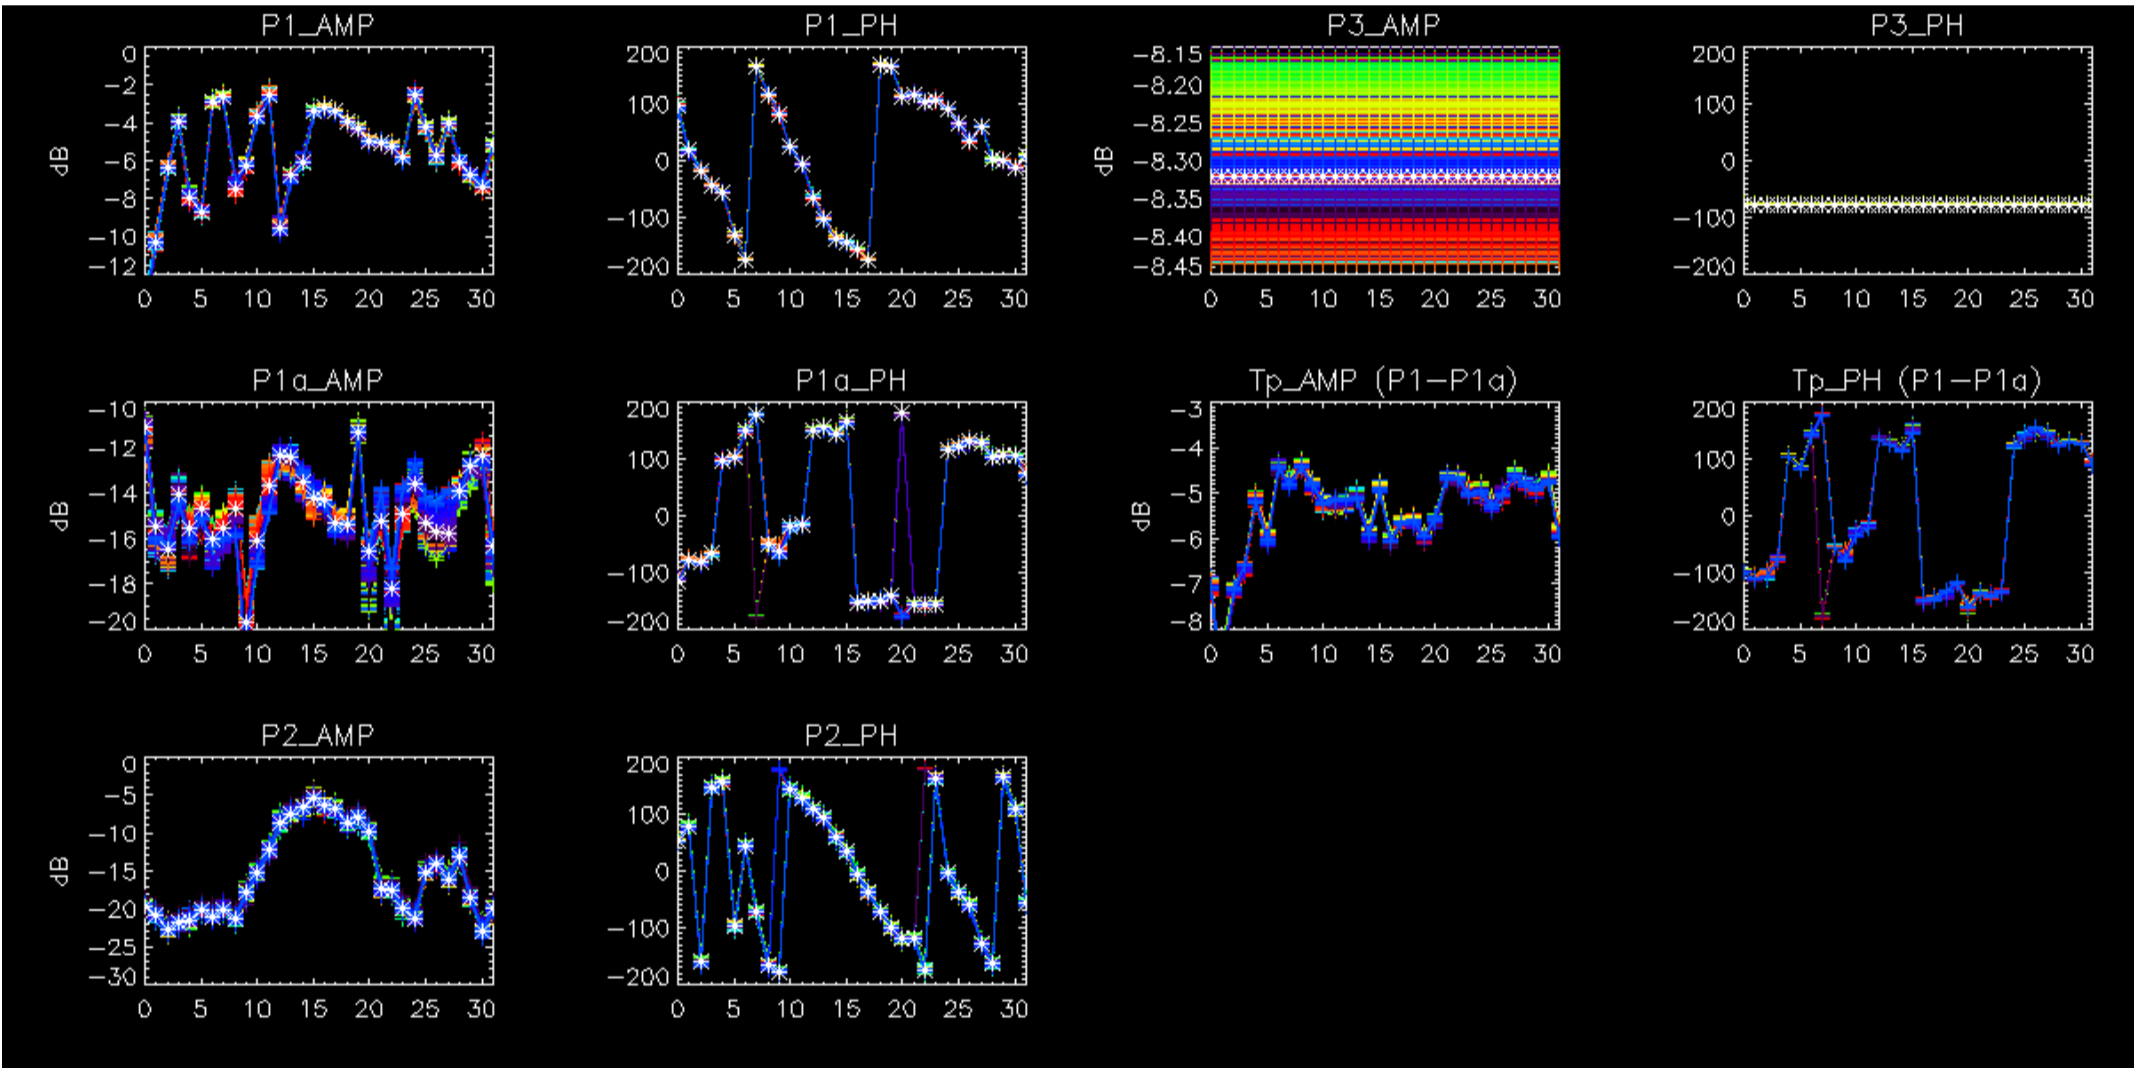 P1_AMP
P1_PH
P3_AMP
P3_PH
0
-2
-4
-6
-8
-10
-12
dB
0 5 10 15 20 25 30
200
100
0
-100
-200
0 5 10 15 20 25 30
-8.15
-8.20
-8.25
-8.30
-8.35
-8.40
-8.45
dB
0 5 10 15 20 25 30
200
100
0
-100
-200
0 5 10 15 20 25 30
P1a_AMP
P1a_PH
Tp_AMP (P1-P1a)
Tp_PH (P1-P1a)
-10
-12
-14
-16
-18
-20
dB
0 5 10 15 20 25 30
200
100
0
-100
-200
0 5 10 15 20 25 30
-3
-4
-5
-6
-7
-8
dB
0 5 10 15 20 25 30
200
100
0
-100
-200
0 5 10 15 20 25 30
P2_AMP
P2_PH
0
-5
-10
-15
-20
-25
-30
dB
0 5 10 15 20 25 30
200
100
0
-100
-200
0 5 10 15 20 25 30